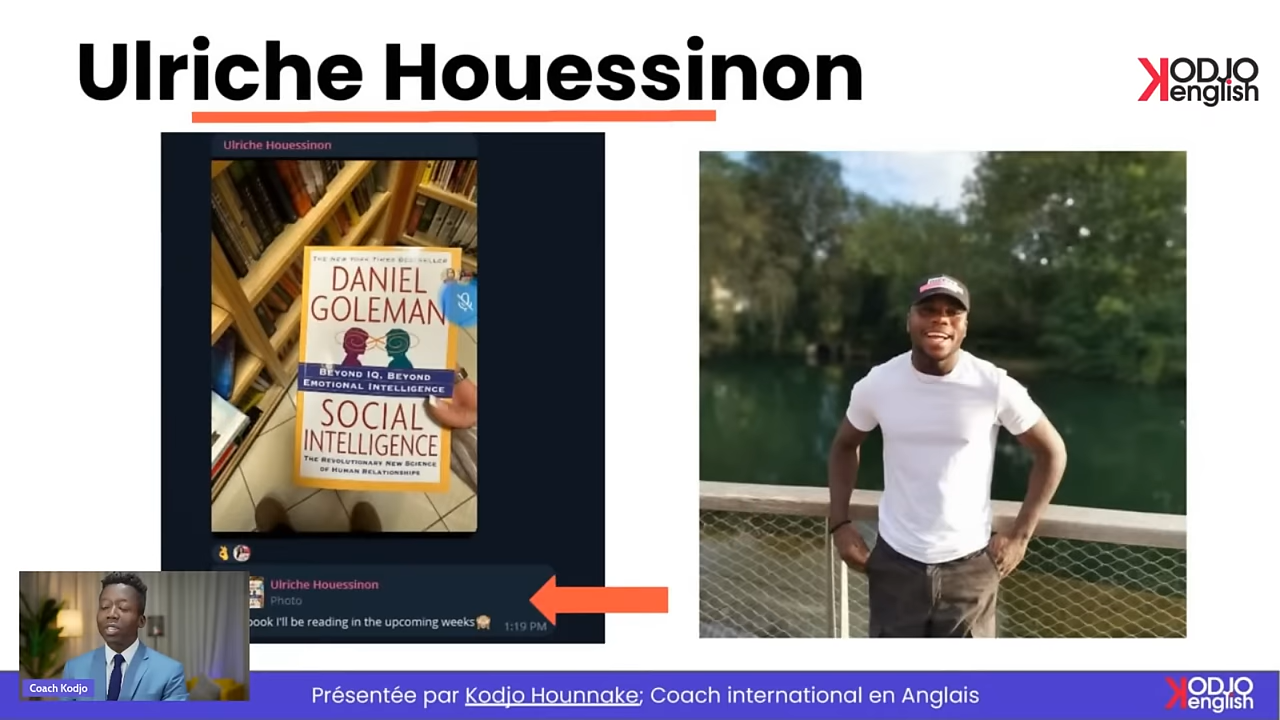 Ulriche Houessinon
KODJO
english
Ulriche Houessinon
THE NEW YORK TIMES BESTSELLER
DANIEL
GOLEMAN
BEYOND IQ, BEYOND
EMOTIONAL INTELLIGENCE
SOCIAL
INTELLIGENCE
THE REVOLUTIONARY NEW SCIENCE
OF HUMAN RELATIONSHIPS
Ulriche Houessinon
Photo
book I'll be reading in the upcoming weeks🙈
1:19 PM
Coach Kodjo
Présentée par Kodjo Hounnake; Coach international en Anglais
KODJO
english